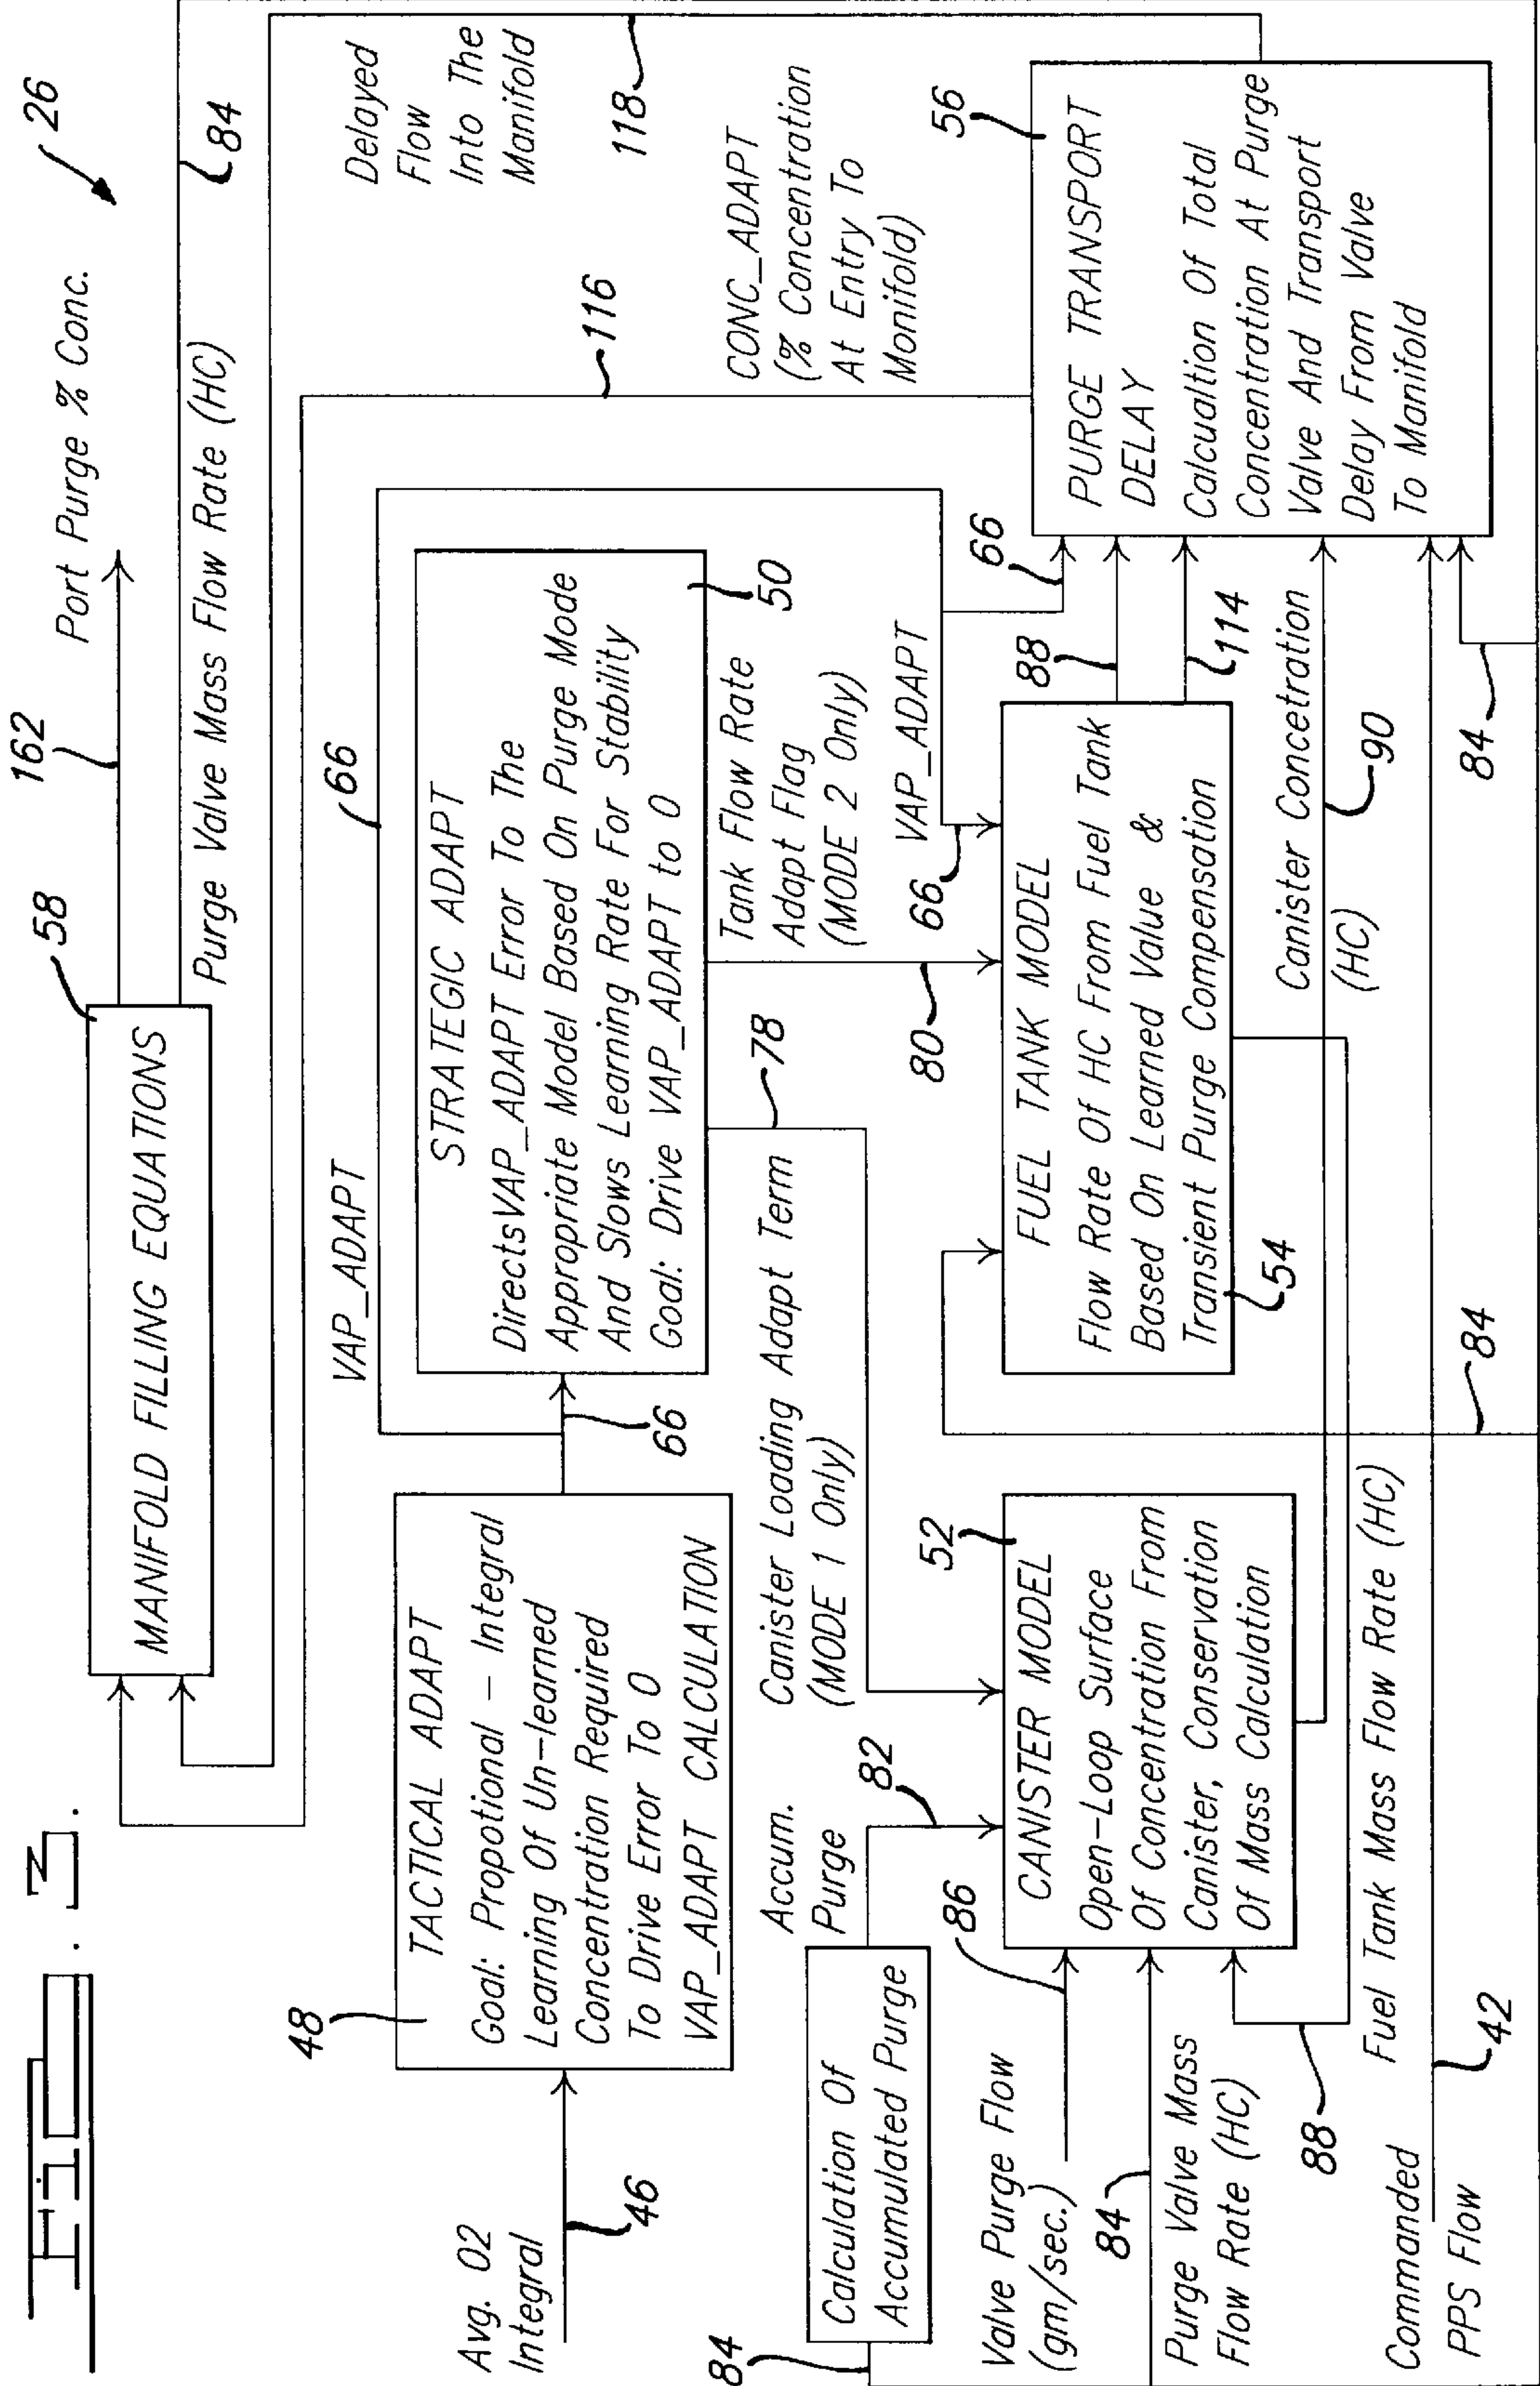 Fig. 3.
26
58
MANIFOLD FILLING EQUATIONS
162
Port Purge % Conc.
Purge Valve Mass Flow Rate (HC)
84
Delayed
Flow
Into The
Manifold
118
116
CONC_ADAPT
(% Concentration
At Entry To
Monifold)
48
TACTICAL ADAPT
Goal: Propotional - Integral
Learning Of Un-learned
Concentration Required
To Drive Error To 0
VAP_ADAPT CALCULATION
Avg. 02
Integral
46
VAP_ADAPT
66
66
STRATEGIC ADAPT
DirectsVAP_ADAPT Error To The
Appropriate Model Based On Purge Mode
And Slows Learning Rate For Stability
Goal: Drive VAP_ADAPT to 0
50
Canister Loading Adapt Term
(MODE 1 Only)
78
Tank Flow Rate
Adapt Flag
(MODE 2 Only)
80
VAP_ADAPT
66
66
84
Calculation Of
Accumulated Purge
Accum.
Purge
82
Valve Purge Flow
(gm/sec.)
86
84
Purge Valve Mass
Flow Rate (HC)
88
52
CANISTER MODEL
Open-Loop Surface
Of Concentration From
Canister, Conservation
Of Mass Calculation
FUEL TANK MODEL
Flow Rate Of HC From Fuel Tank
Based On Learned Value &
Transient Purge Compensation
54
88
114
Canister Concetration
(HC)
90
56
PURGE TRANSPORT
DELAY
Calcualtion Of Total
Concentration At Purge
Valve And Transport
Delay From Valve
To Manifold
Commanded
PPS Flow
42
Fuel Tank Mass Flow Rate (HC)
84
84